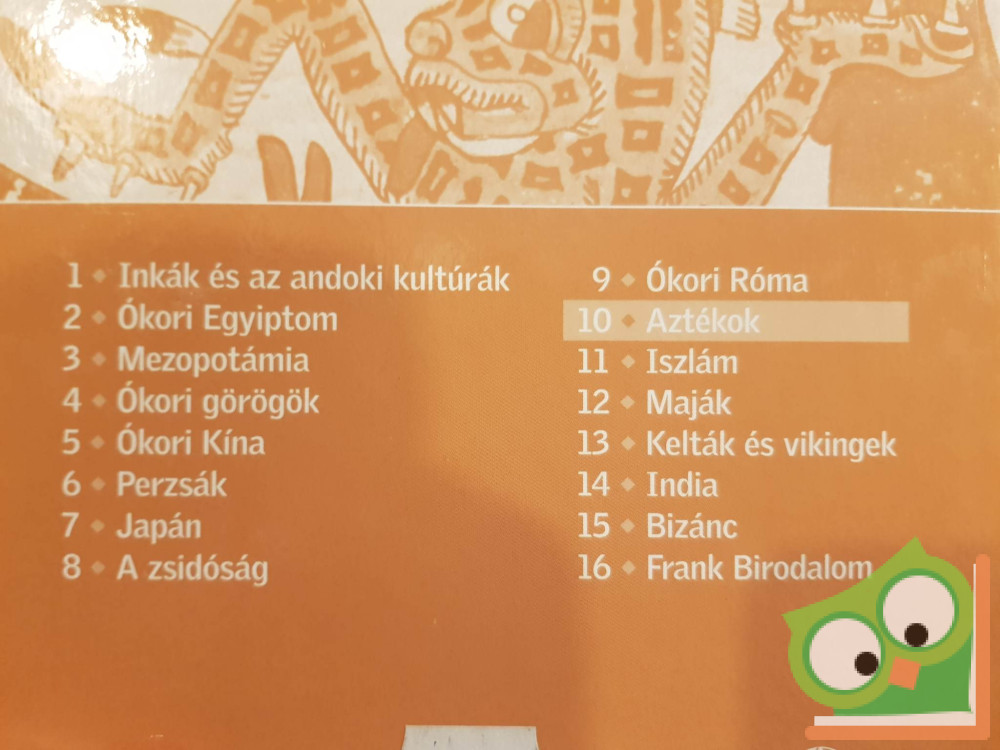 1 ◆ Inkák és az andoki kultúrák
2 ◆ Ókori Egyiptom
3 ◆ Mezopotámia
4 ◆ Ókori görögök
5 ◆ Ókori Kína
6 ◆ Perzsák
7 ◆ Japán
8 ◆ A zsidóság
9 ◆ Ókori Róma
10 ◆ Aztékok
11 ◆ Iszlám
12 ◆ Maják
13 ◆ Kelták és vikingek
14 ◆ India
15 ◆ Bizánc
16 ◆ Frank Birodalom